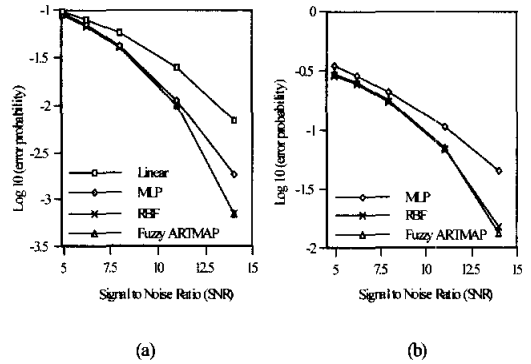 Log 10 (error probability)
-1
-1.5
-2
-2.5
-3
-3.5
5
7.5
10
12.5
15
Linear
MLP
RBF
Fuzzy ARTMAP
Signal to Noise Ratio (SNR)
(a)
Log 10 (error probability)
0
-0.5
-1
-1.5
-2
5
7.5
10
12.5
15
MLP
RBF
Fuzzy ARTMAP
Signal to Noise Ratio (SNR)
(b)